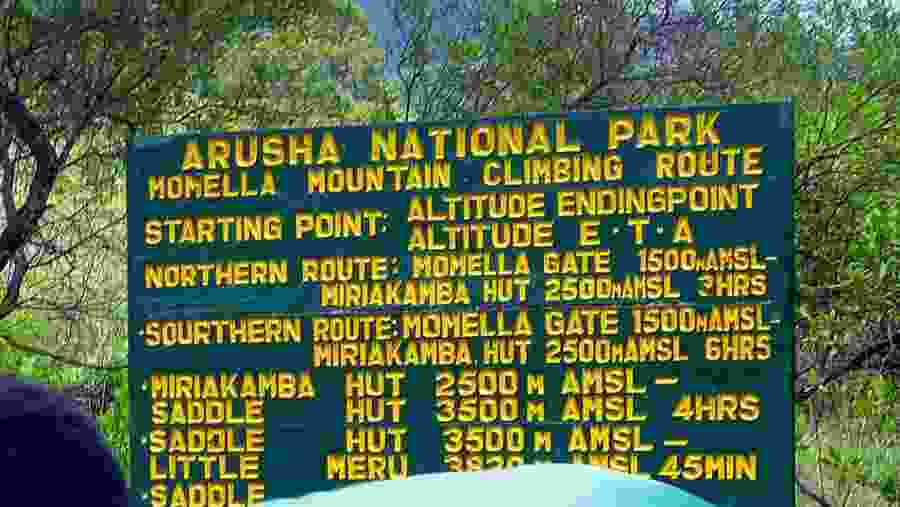 ARUSHA NATIONAL PARK
MOMELLA MOUNTAIN CLIMBING ROUTE
STARTING POINT: ALTITUDE ENDINGPOINT
ALTITUDE E·T·A
NORTHERN ROUTE: MOMELLA GATE 1500MAMSL-
MIRIAKAMBA HUT 2500MAMSL 3HRS
SOURTHERN ROUTE: MOMELLA GATE 1500MAMSL-
MIRIAKAMBA HUT 2500MAMSL 6HRS
MIRIAKAMBA HUT 2500 M AMSL –
SADDLE HUT 3500 M AMSL 4HRS
SADDLE HUT 3500 M AMSL –
LITTLE MERU 45MIN
SADDLE